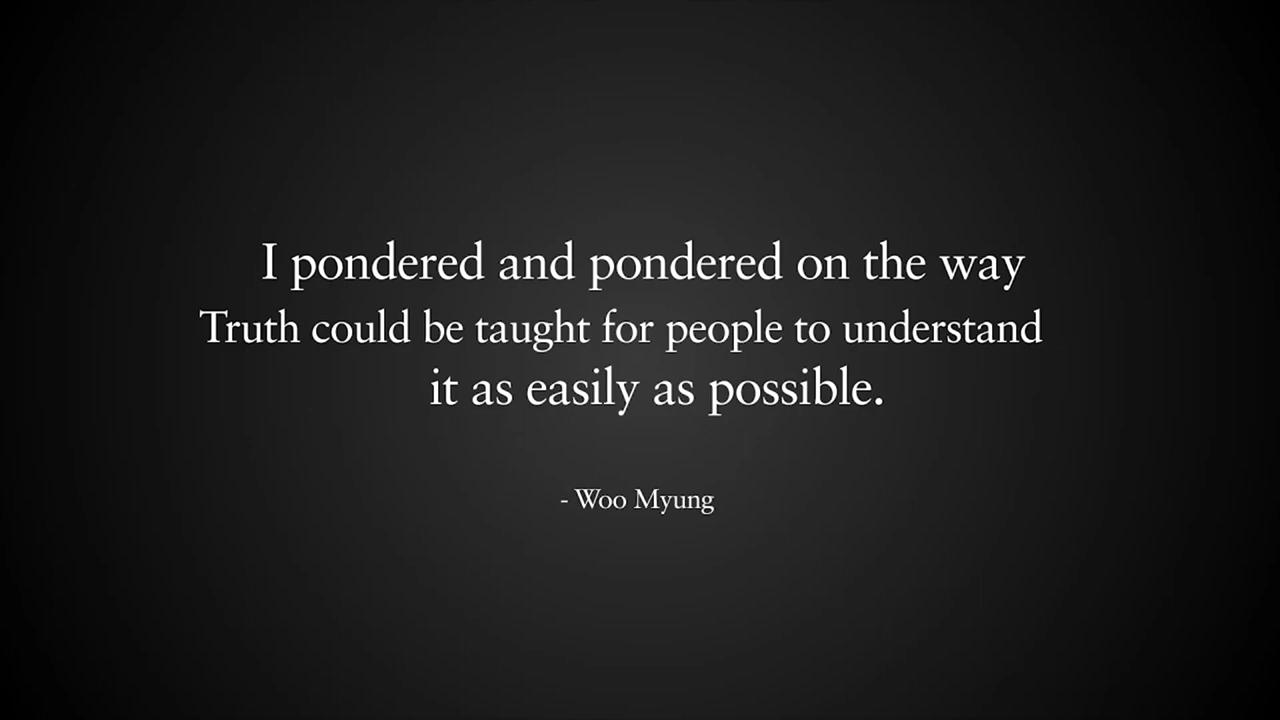 I pondered and pondered on the way
Truth could be taught for people to understand
it as easily as possible.
- Woo Myung